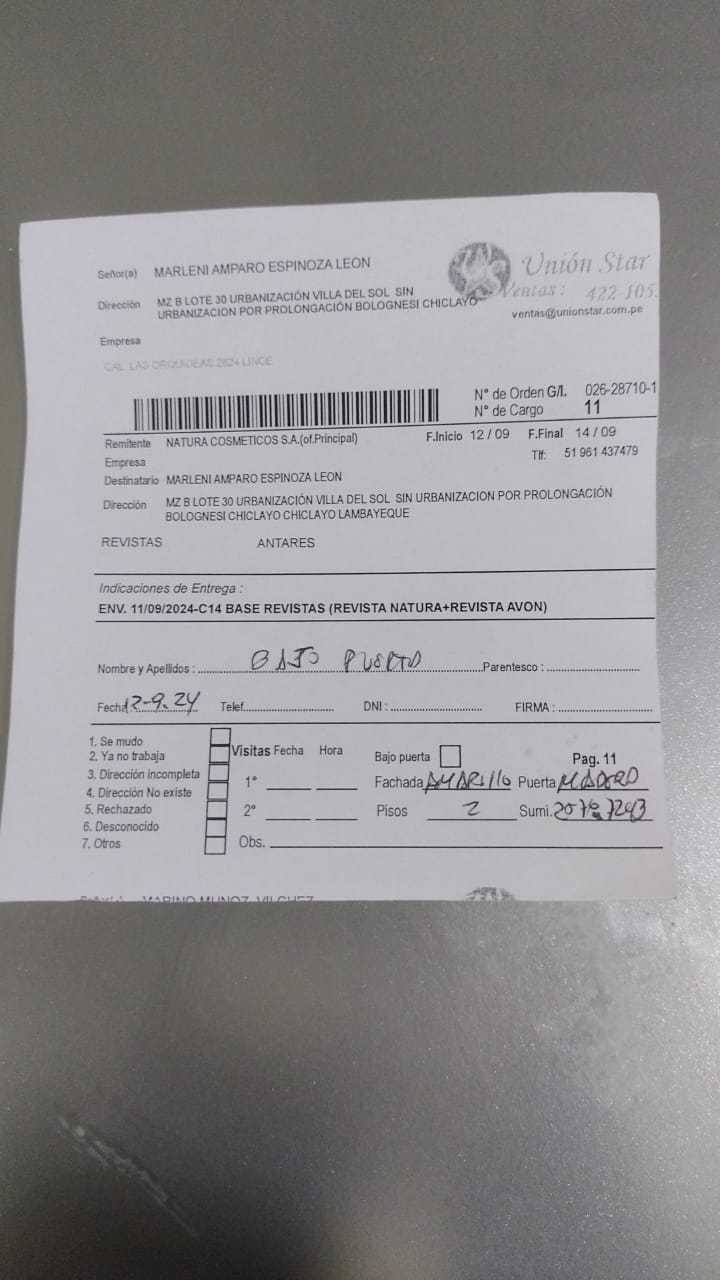 Señor(a) MARLENI AMPARO ESPINOZA LEON
Unión Star
Ventas: 422-105
Dirección MZ B LOTE 30 URBANIZACIÓN VILLA DEL SOL SIN
URBANIZACION POR PROLONGACIÓN BOLOGNESI CHICLAYO
ventas@unionstar.com.pe
Empresa
CAL. LAS ORQUIDEAS 2624 LINCE
N° de Orden G/I. 026-28710-1
N° de Cargo 11
Remitente NATURA COSMETICOS S.A.(of.Principal) F.Inicio 12 / 09 F.Final 14 / 09
Empresa Tlf: 51 961 437479
Destinatario MARLENI AMPARO ESPINOZA LEON
Dirección MZ B LOTE 30 URBANIZACIÓN VILLA DEL SOL SIN URBANIZACION POR PROLONGACIÓN
BOLOGNESI CHICLAYO CHICLAYO LAMBAYEQUE
REVISTAS ANTARES
Indicaciones de Entrega :
ENV. 11/09/2024-C14 BASE REVISTAS (REVISTA NATURA+REVISTA AVON)
Nombre y Apellidos : BAJO PUERTA Parentesco :
Fecha 12-9.24 Telef. DNI : FIRMA :
1. Se mudo
2. Ya no trabaja
3. Dirección incompleta
4. Dirección No existe
5. Rechazado
6. Desconocido
7. Otros
Visitas Fecha Hora
1°
2°
Obs.
Bajo puerta Pag. 11
Fachada AMARILLO Puerta
Pisos 2 Sumi.
MARINO MUNOZ VILCHEZ